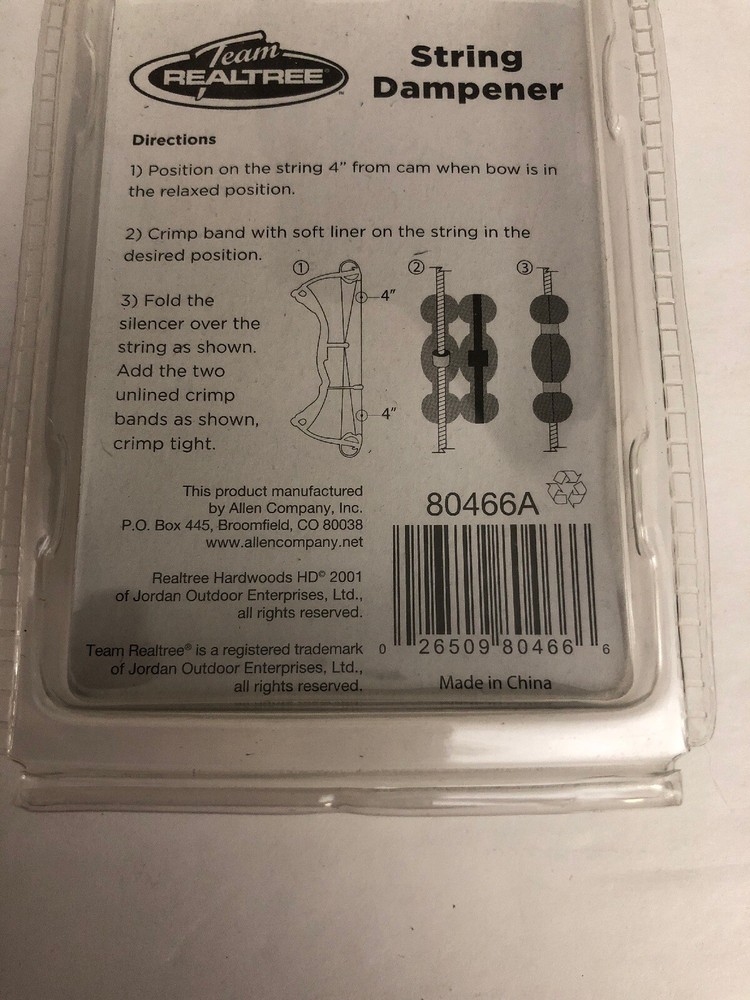 Team
REALTREE®
™
String
Dampener
Directions
1) Position on the string 4" from cam when bow is in
the relaxed position.
2) Crimp band with soft liner on the string in the
desired position.
3) Fold the
silencer over the
string as shown.
Add the two
unlined crimp
bands as shown,
crimp tight.
1
4"
4"
2
3
This product manufactured
by Allen Company, Inc.
P.O. Box 445, Broomfield, CO 80038
www.allencompany.net
Realtree Hardwoods HD© 2001
of Jordan Outdoor Enterprises, Ltd.,
all rights reserved.
Team Realtree® is a registered trademark
of Jordan Outdoor Enterprises, Ltd.,
all rights reserved.
80466A
0 26509 80466 6
Made in China